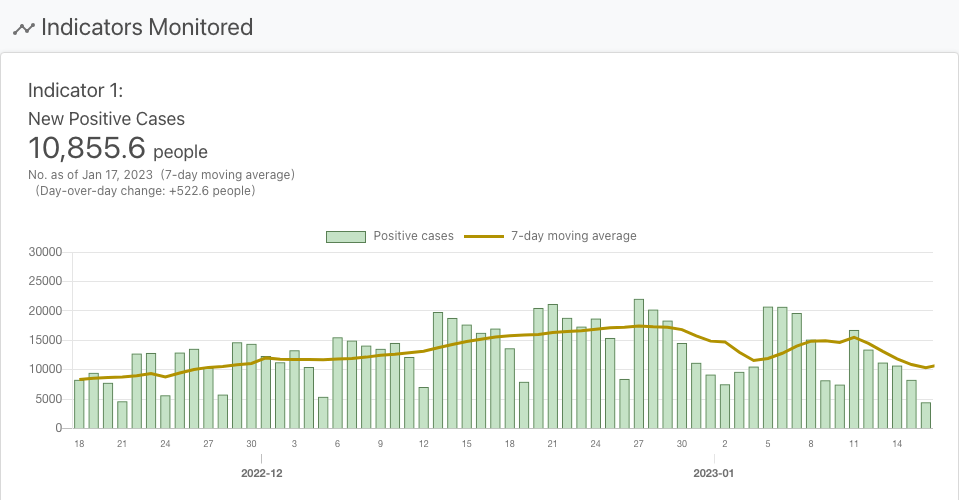 Indicators Monitored
Indicator 1:
New Positive Cases
10,855.6 people
No. as of Jan 17, 2023 (7-day moving average)
(Day-over-day change: +522.6 people)
Positive cases 7-day moving average
30000
25000
20000
15000
10000
5000
0
18 21 24 27 30 3 6 9 12 15 18 21 24 27 30 2 5 8 11 14
2022-12 2023-01